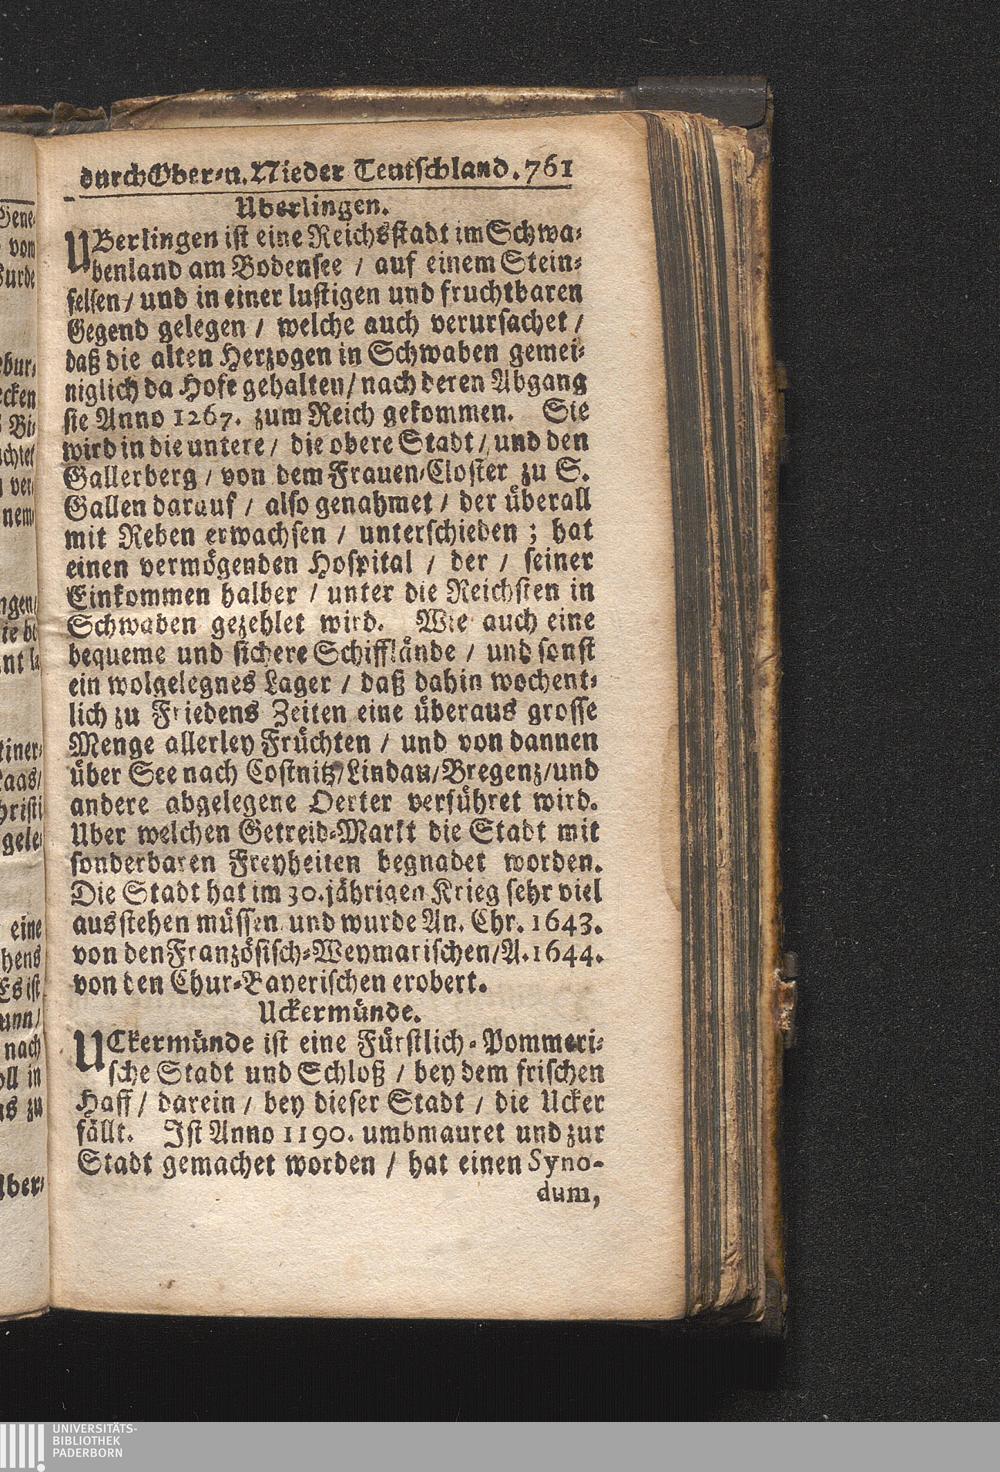 durch Ober- u. Nieder Teutschland. 761
Uberlingen.
UBerlingen ist eine Reichsstadt im Schwa-
benland am Bodensee / auf einem Stein-
felsen / und in einer lustigen und fruchtbaren
Gegend gelegen / welche auch verursachet /
daß die alten Herzogen in Schwaben gemei-
niglich da Hofe gehalten / nach deren Abgang
sie Anno 1267. zum Reich gekommen. Sie
wird in die untere / die obere Stadt / und den
Gallerberg / von dem Frauen-Closter zu S.
Gallen darauf / also genahmet / der überall
mit Reben erwachsen / unterschieden ; hat
einen vermögenden Hospital / der / seiner
Einkommen halber / unter die Reichsten in
Schwaben gezehlet wird. Wie auch eine
bequeme und sichere Schifflände / und sonst
ein wolgelegnes Lager / daß dahin wochent-
lich zu Friedens Zeiten eine überaus grosse
Menge allerley Früchten / und von dannen
über See nach Costnitz / Lindau / Bregenz / und
andere abgelegene Oerter verführet wird.
Uber welchen Getreid-Markt die Stadt mit
sonderbaren Freyheiten begnadet worden.
Die Stadt hat im 30.jährigen Krieg sehr viel
ausstehen müssen und wurde An. Chr. 1643.
von den Französisch-Weymarischen / A. 1644.
von den Chur-Bayerischen erobert.
Uckermünde.
UCkermünde ist eine Fürstlich-Pommeri-
sche Stadt und Schloß / bey dem frischen
Haff / darein / bey dieser Stadt / die Ucker
fällt. Ist Anno 1190. umbmauret und zur
Stadt gemachet worden / hat einen Syno-
dum,
UNIVERSITÄTS-
BIBLIOTHEK
PADERBORN